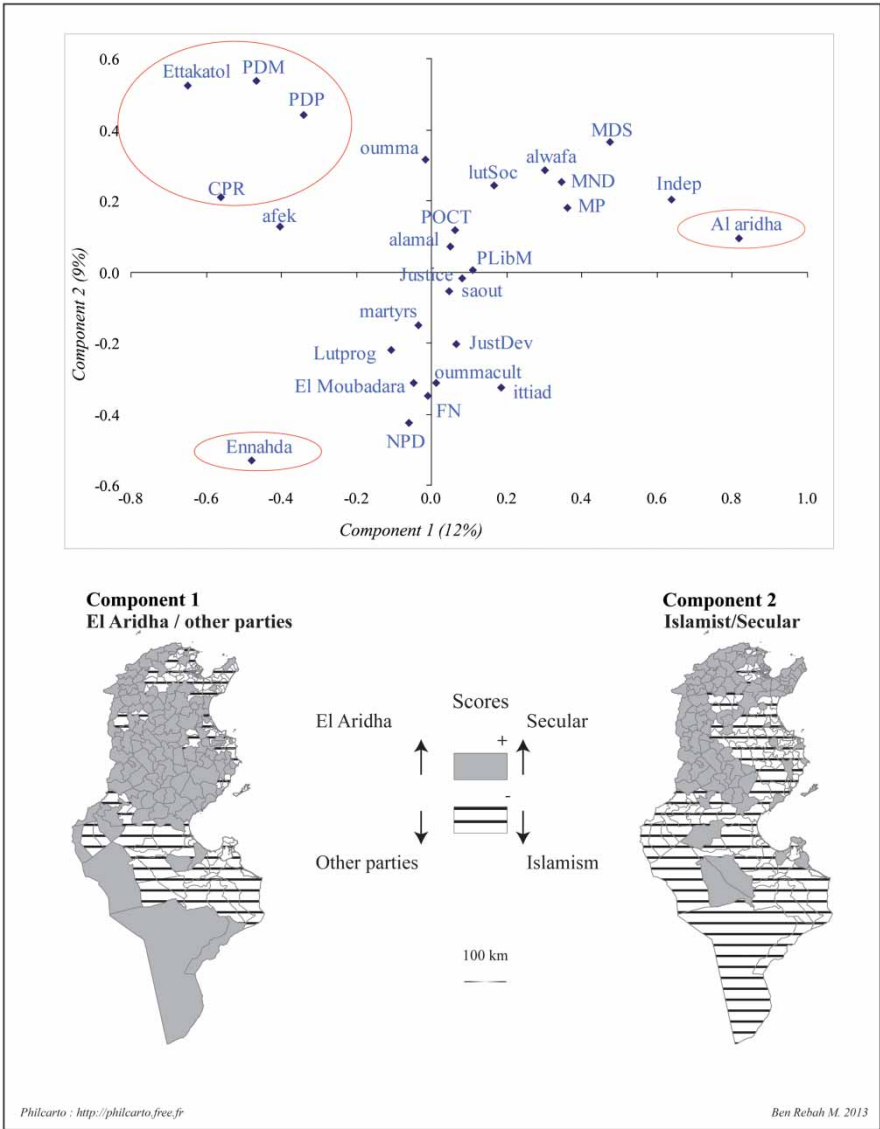 0.6
0.4
0.2
0.0
-0.2
-0.4
-0.6
Component 2 (9%)
Ettakatol
PDM
PDP
CPR
afek
oumma
MDS
alwafa
lutSoc
MND
Indep
MP
Al aridha
POCT
alamal
PLibM
Justice
saout
martyrs
JustDev
Lutprog
oummacult
El Moubadara
ittiad
FN
NPD
Ennahda
-0.8
-0.6
-0.4
-0.2
0.0
0.2
0.4
0.6
0.8
1.0
Component 1 (12%)
Component 1
El Aridha / other parties
Component 2
Islamist/Secular
Scores
El Aridha
Secular
+
-
Other parties
Islamism
100 km
Philcarto : http://philcarto.free.fr
Ben Rebah M. 2013